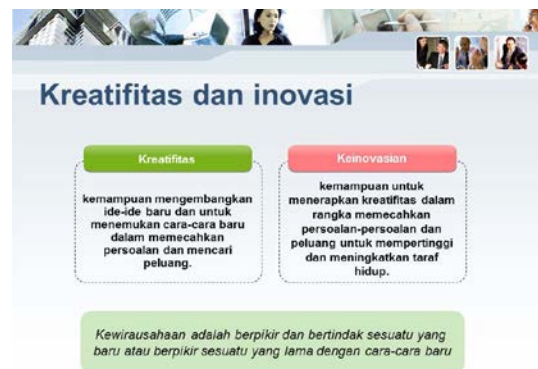 Kreatifitas dan inovasi
Kreatifitas
kemampuan mengembangkan
ide-ide baru dan untuk
menemukan cara-cara baru
dalam memecahkan
persoalan dan mencari
peluang.
Keinovasian
kemampuan untuk
menerapkan kreatifitas dalam
rangka memecahkan
persoalan-persoalan dan
peluang untuk mempertinggi
dan meningkatkan taraf
hidup.
Kewirausahaan adalah berpikir dan bertindak sesuatu yang
baru atau berpikir sesuatu yang lama dengan cara-cara baru